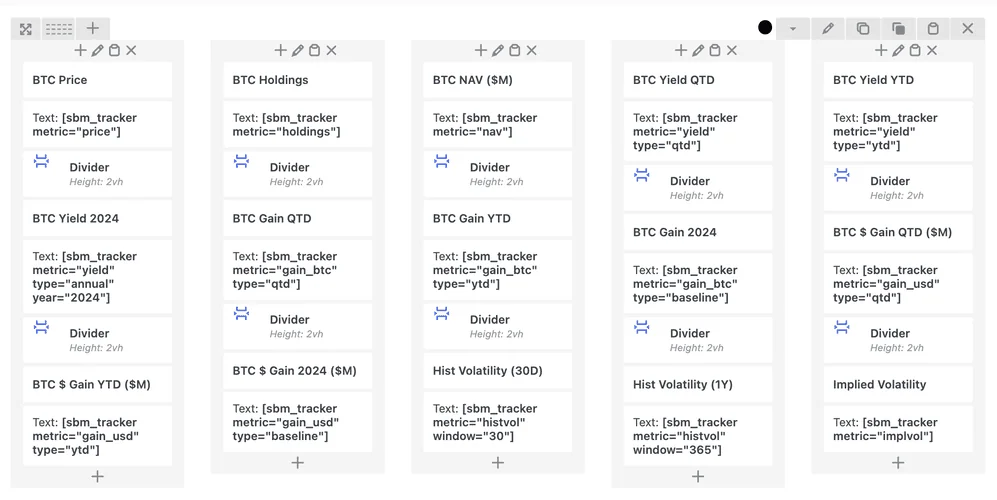 BTC Price
Text: [sbm_tracker
metric="price"]
Divider
Height: 2vh
BTC Yield 2024
Text: [sbm_tracker
metric="yield"
type="annual"
year="2024"]
Divider
Height: 2vh
BTC $ Gain YTD ($M)
Text: [sbm_tracker
metric="gain_usd"
type="ytd"]
BTC Holdings
Text: [sbm_tracker
metric="holdings"]
Divider
Height: 2vh
BTC Gain QTD
Text: [sbm_tracker
metric="gain_btc"
type="qtd"]
Divider
Height: 2vh
BTC $ Gain 2024 ($M)
Text: [sbm_tracker
metric="gain_usd"
type="baseline"]
BTC NAV ($M)
Text: [sbm_tracker
metric="nav"]
Divider
Height: 2vh
BTC Gain YTD
Text: [sbm_tracker
metric="gain_btc"
type="ytd"]
Divider
Height: 2vh
Hist Volatility (30D)
Text: [sbm_tracker
metric="histvol"
window="30"]
BTC Yield QTD
Text: [sbm_tracker
metric="yield"
type="qtd"]
Divider
Height: 2vh
BTC Gain 2024
Text: [sbm_tracker
metric="gain_btc"
type="baseline"]
Divider
Height: 2vh
Hist Volatility (1Y)
Text: [sbm_tracker
metric="histvol"
window="365"]
BTC Yield YTD
Text: [sbm_tracker
metric="yield"
type="ytd"]
Divider
Height: 2vh
BTC $ Gain QTD ($M)
Text: [sbm_tracker
metric="gain_usd"
type="qtd"]
Divider
Height: 2vh
Implied Volatility
Text: [sbm_tracker
metric="implvol"]